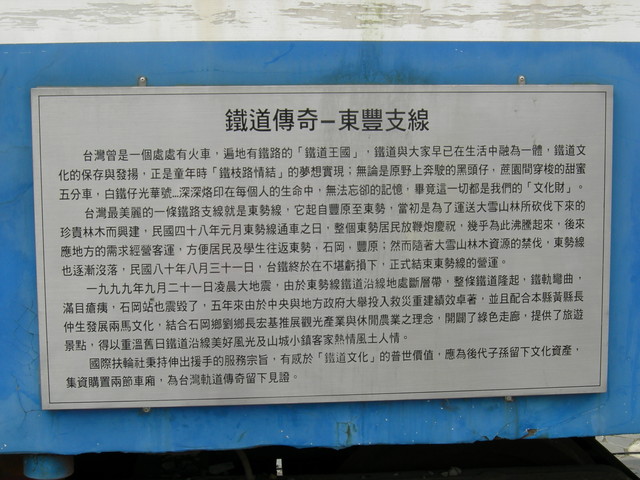 鐵道傳奇–東豐支線
台灣曾是一個處處有火車,遍地有鐵路的「鐵道王國」,鐵道與大家早已在生活中融為一體,鐵道文
化的保存與發揚,正是童年時「鐵枝路情結」的夢想實現;無論是原野上奔駛的黑頭仔,蔗園間穿梭的甜蜜
五分車,白鐵仔光華號…深深烙印在每個人的生命中,無法忘卻的記憶,畢竟這一切都是我們的「文化財」。
台灣最美麗的一條鐵路支線就是東勢線,它起自豐原至東勢,當初是為了運送大雪山林所砍伐下來的
珍貴林木而興建,民國四十八年元月東勢線通車之日,整個東勢居民放鞭炮慶祝,幾乎為此沸騰起來,後來
應地方的需求經營客運,方便居民及學生往返東勢,石岡,豐原;然而隨著大雪山林木資源的禁伐,東勢線
也逐漸沒落,民國八十年八月三十一日,台鐵終於在不堪虧損下,正式結束東勢線的營運。
一九九九年九月二十一日凌晨大地震,由於東勢線鐵道沿線地處斷層帶,整條鐵道隆起,鐵軌彎曲,
滿目瘡痍,石岡站也震毀了,五年來由於中央與地方政府大舉投入救災重建績效卓著,並且配合本縣黃縣長
仲生發展兩馬文化,結合石岡鄉劉鄉長宏基推展觀光產業與休閒農業之理念,開闢了綠色走廊,提供了旅遊
景點,得以重溫舊日鐵道沿線美好風光及山城小鎮客家熱情風土人情。
國際扶輪社秉持伸出援手的服務宗旨,有感於「鐵道文化」的普世價值,應為後代子孫留下文化資產,
集資購置兩節車廂,為台灣軌道傳奇留下見證。